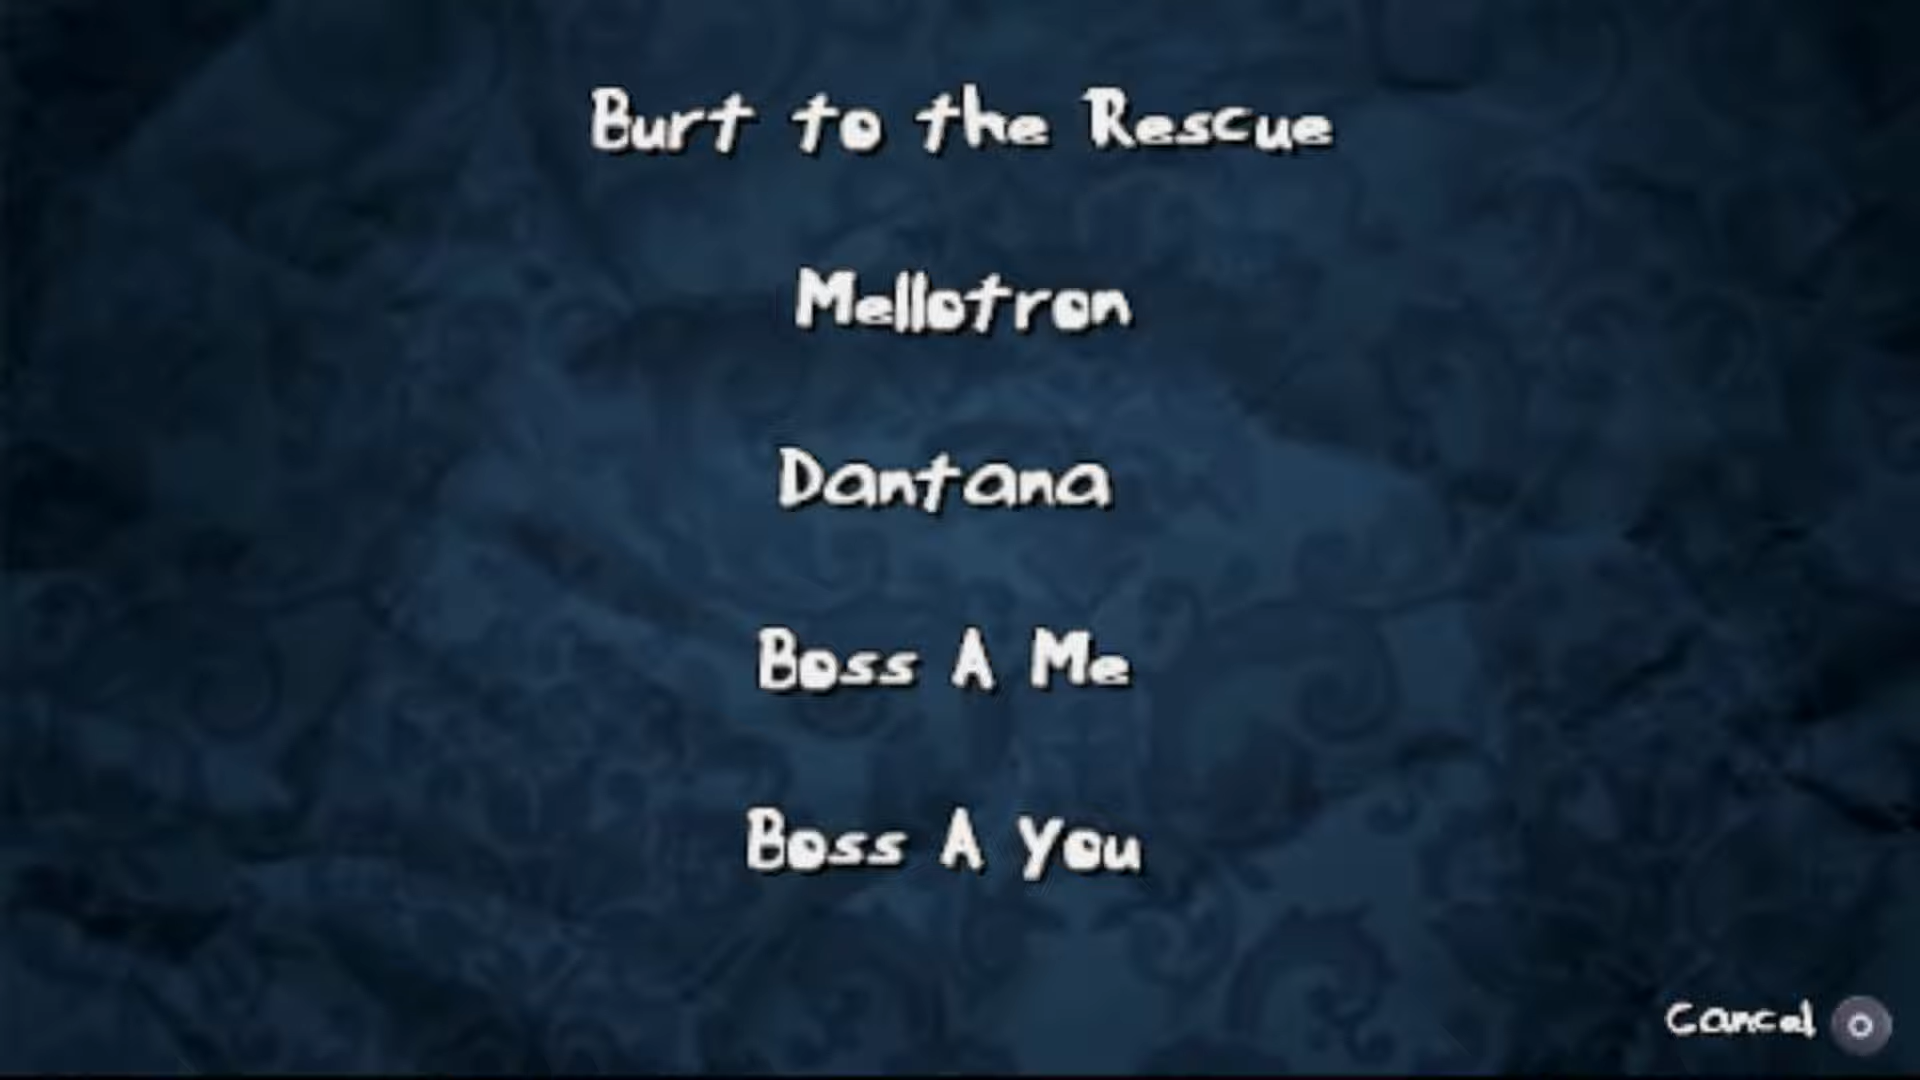 Burt to the Rescue
Mellotron
Dantana
Boss A Me
Boss A You
Cancel